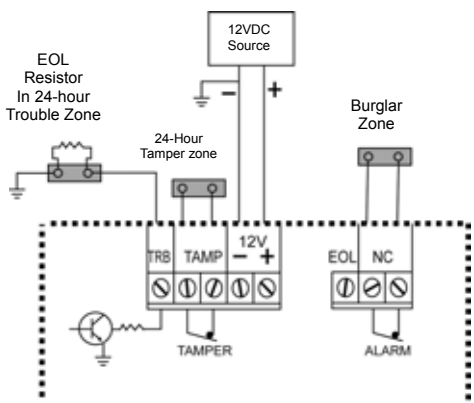 12VDC
Source
EOL
Resistor
In 24-hour
Trouble Zone
24-Hour
Tamper zone
Burglar
Zone
− +
12V
TRB TAMP − + EOL NC
TAMPER ALARM